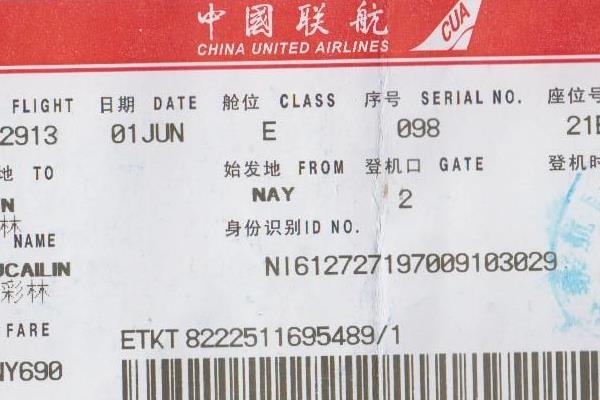 中國联航
CUA
CHINA UNITED AIRLINES
FLIGHT 日期 DATE 舱位 CLASS 序号 SERIAL NO. 座位号
2913 01JUN E 098 21
地 TO 始发地 FROM 登机口 GATE 登机时
N NAY 2
林
NAME 身份识别ID NO.
UCAILIN NI612727197009103029
彩林
FARE ETKT 8222511695489/1
NY690